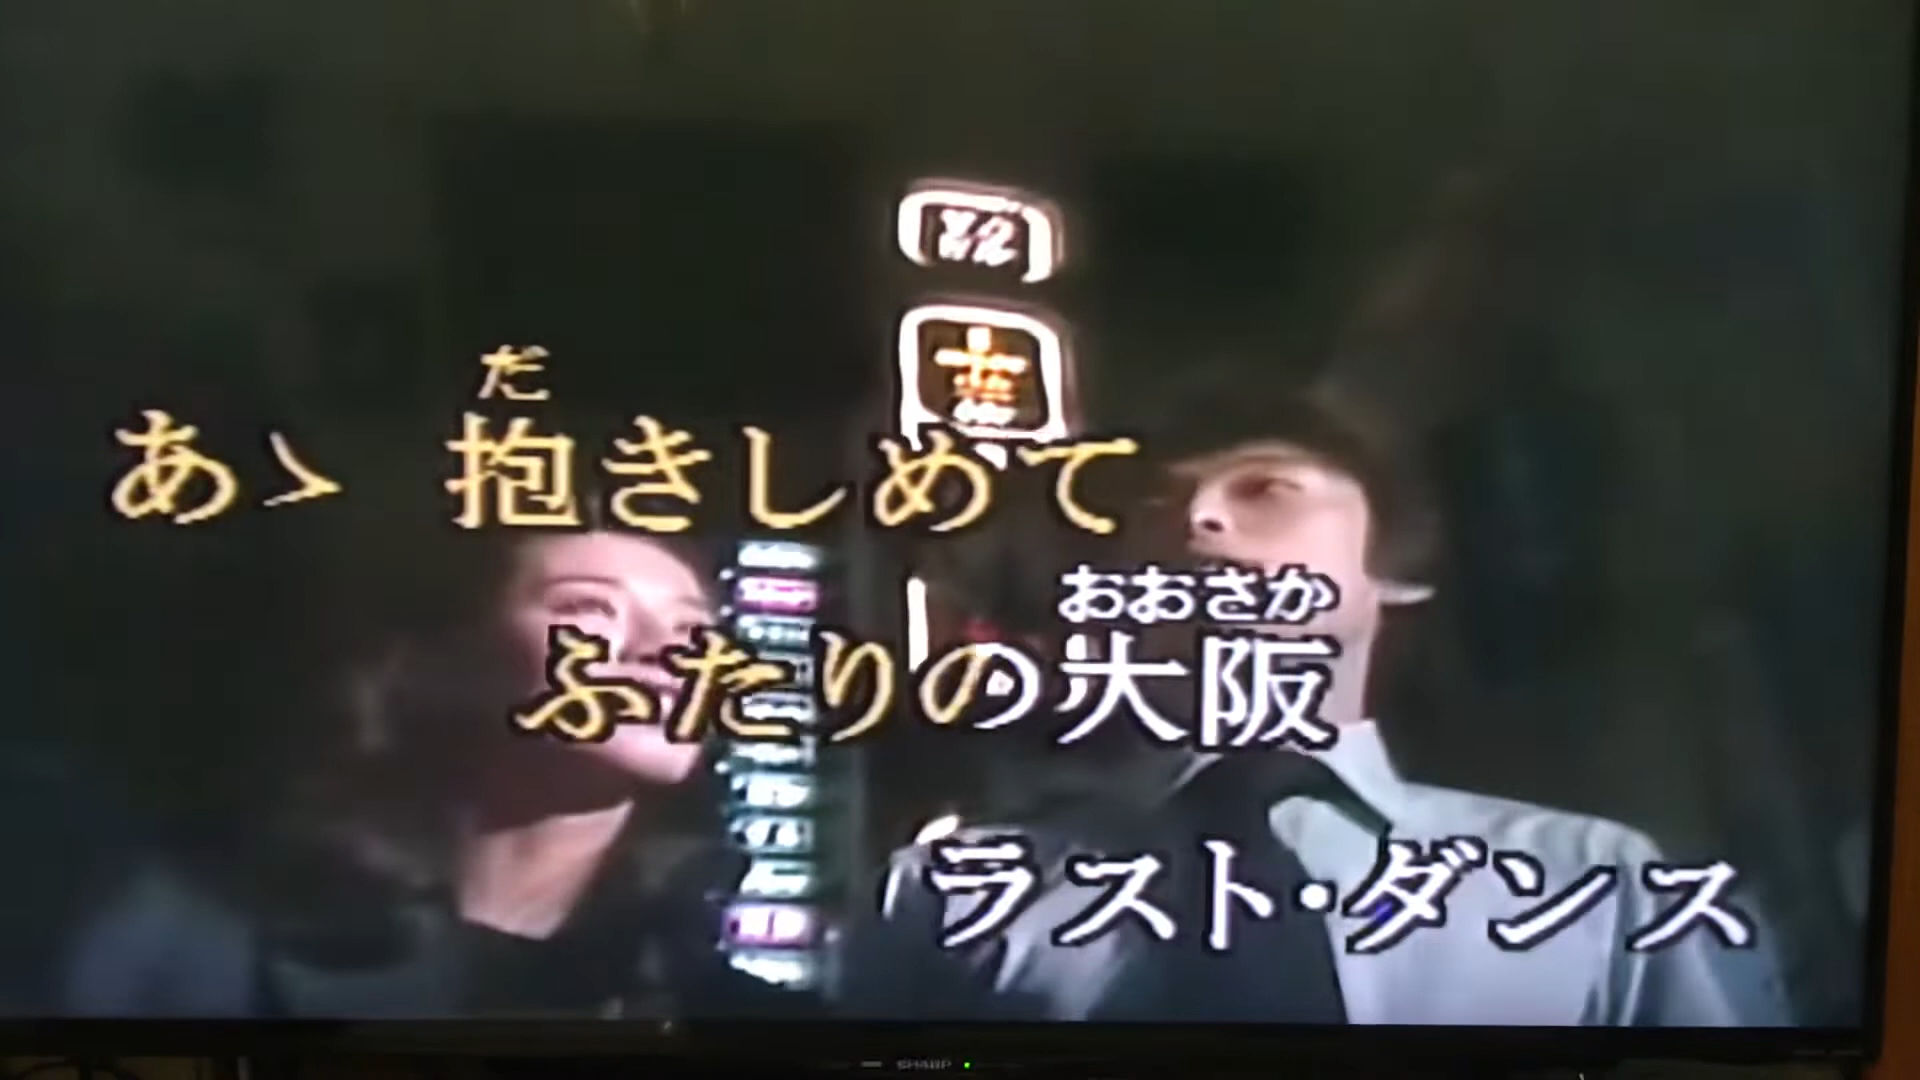 だ
あゝ 抱きしめて
おおさか
ふたりの大阪
ラスト・ダンス
SHARP